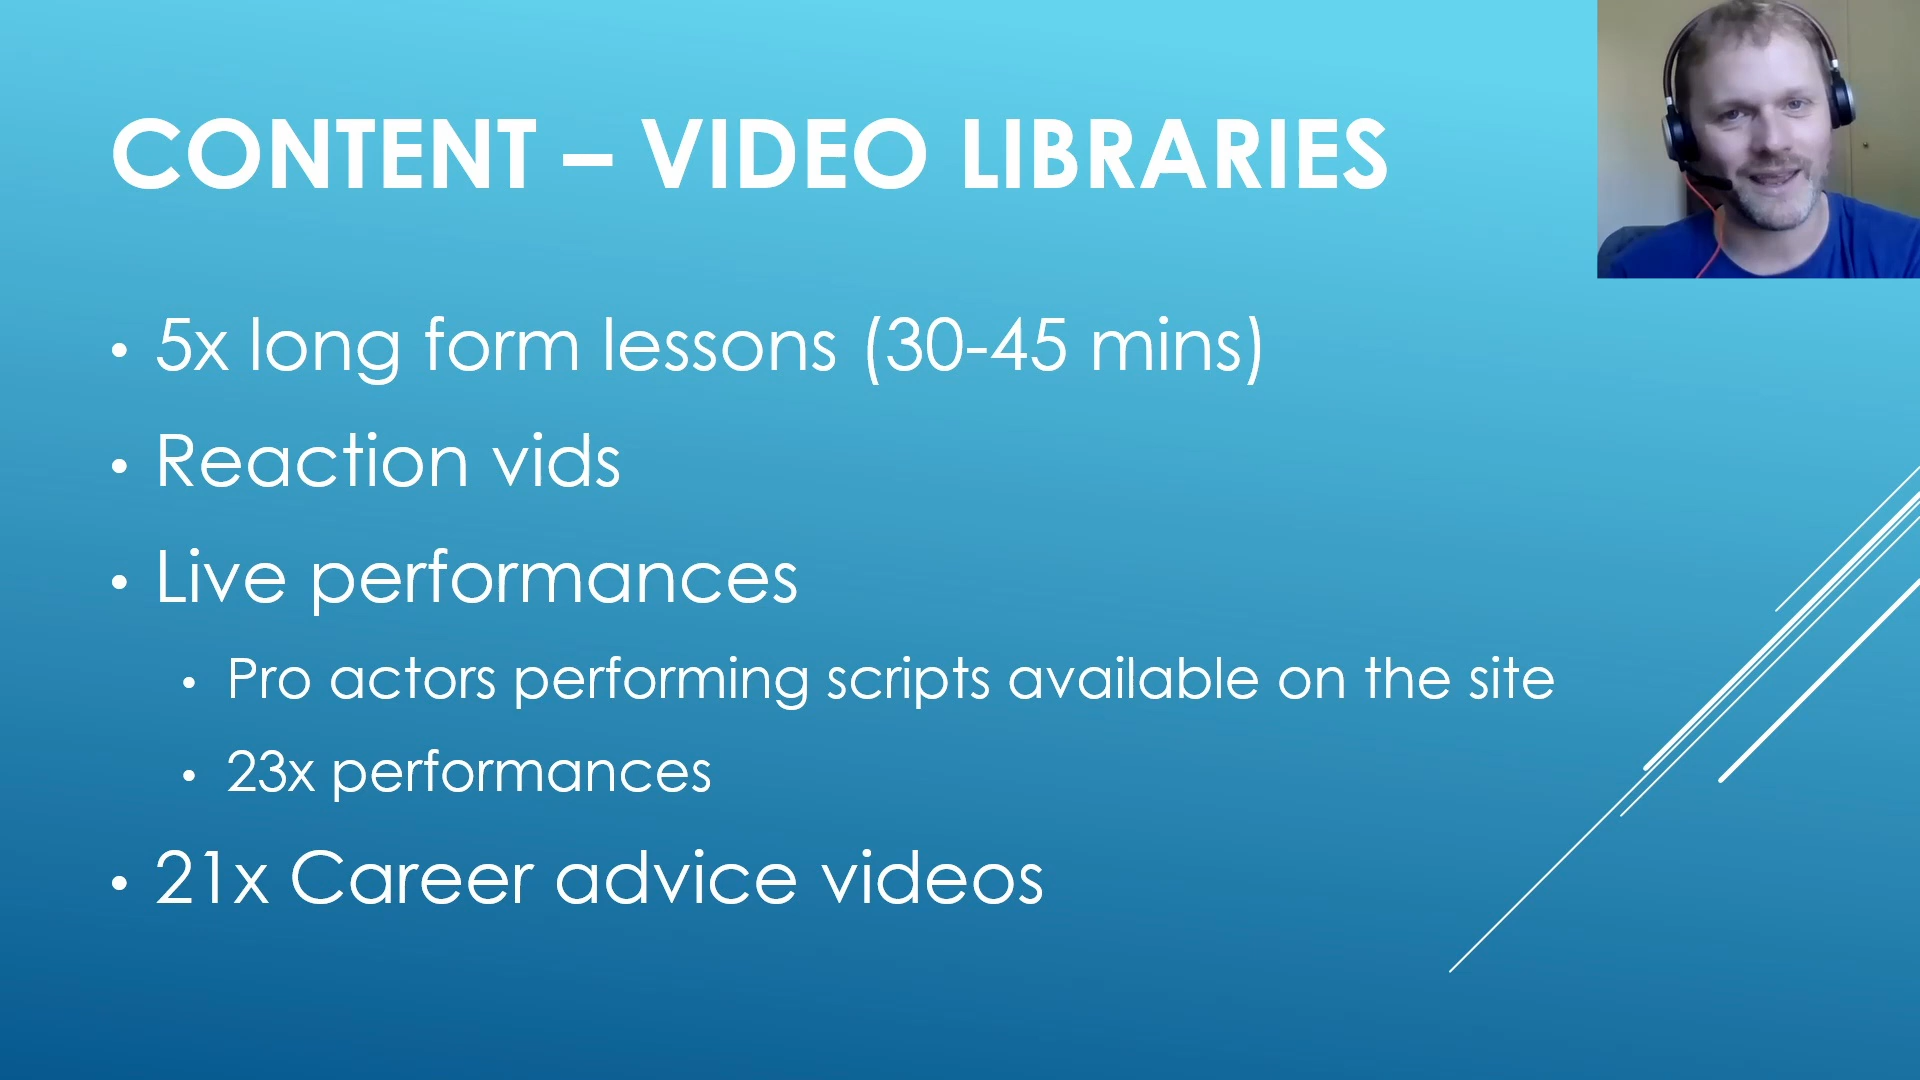 CONTENT – VIDEO LIBRARIES
• 5x long form lessons (30-45 mins)
• Reaction vids
• Live performances
• Pro actors performing scripts available on the site
• 23x performances
• 21x Career advice videos